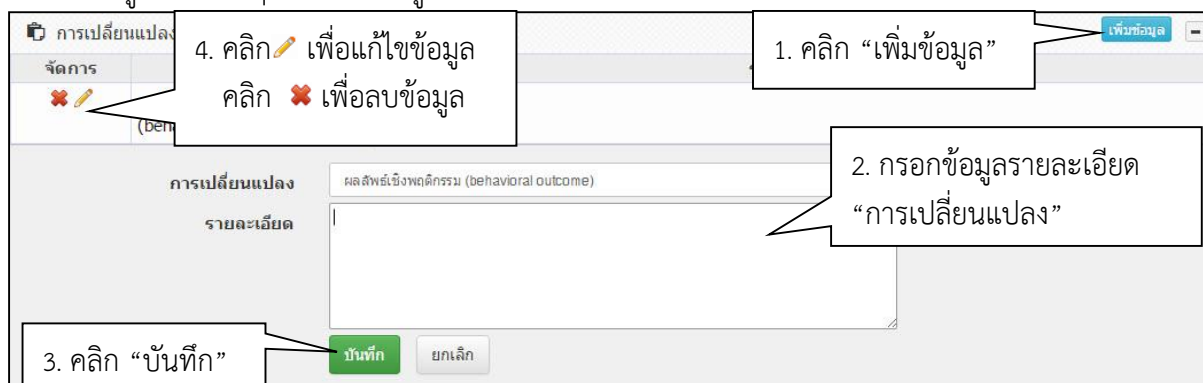 การเปลี่ยนแปลง
4. คลิก เพื่อแก้ไขข้อมูล
คลิก เพื่อลบข้อมูล
1. คลิก “เพิ่มข้อมูล”
เพิ่มข้อมูล
จัดการ
การเปลี่ยนแปลง
ผลลัพธ์เชิงพฤติกรรม (behavioral outcome)
2. กรอกข้อมูลรายละเอียด
“การเปลี่ยนแปลง”
รายละเอียด
3. คลิก “บันทึก”
บันทึก
ยกเลิก